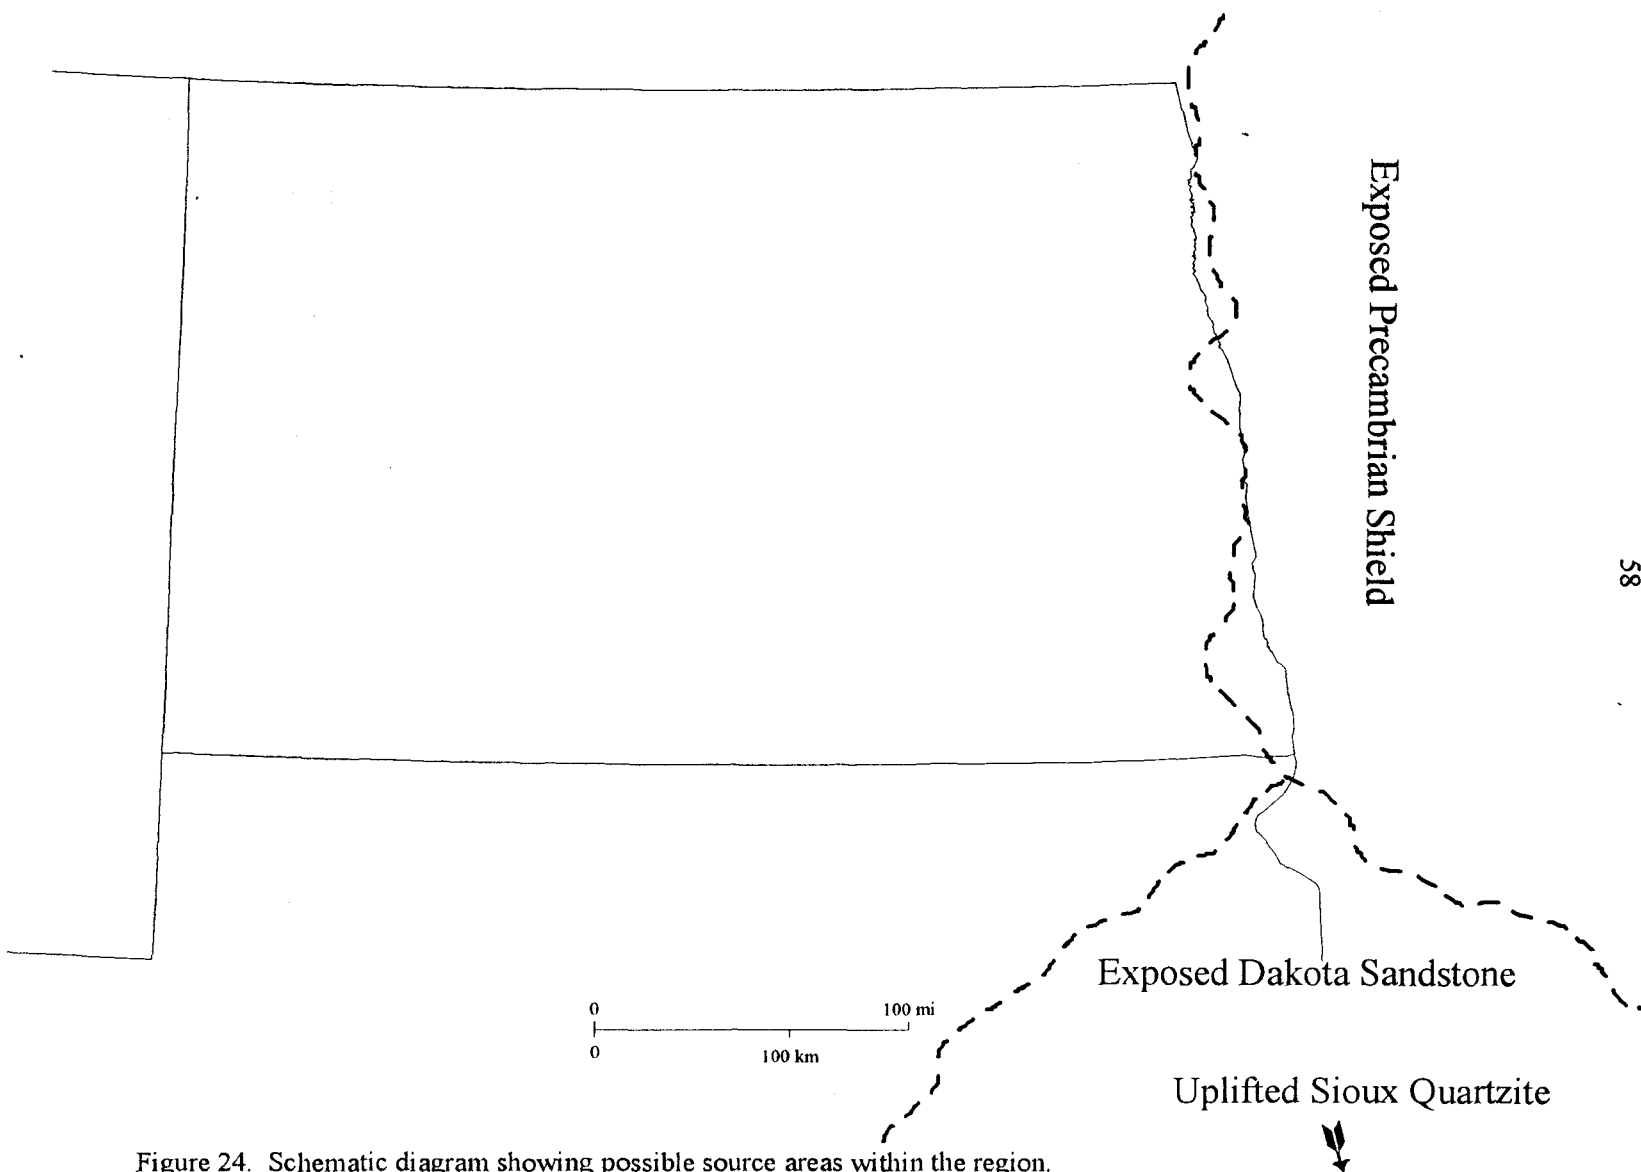 Exposed Precambrian Shield
58
Exposed Dakota Sandstone
0 100 mi
0 100 km
Uplifted Sioux Quartzite
Figure 24. Schematic diagram showing possible source areas within the region.